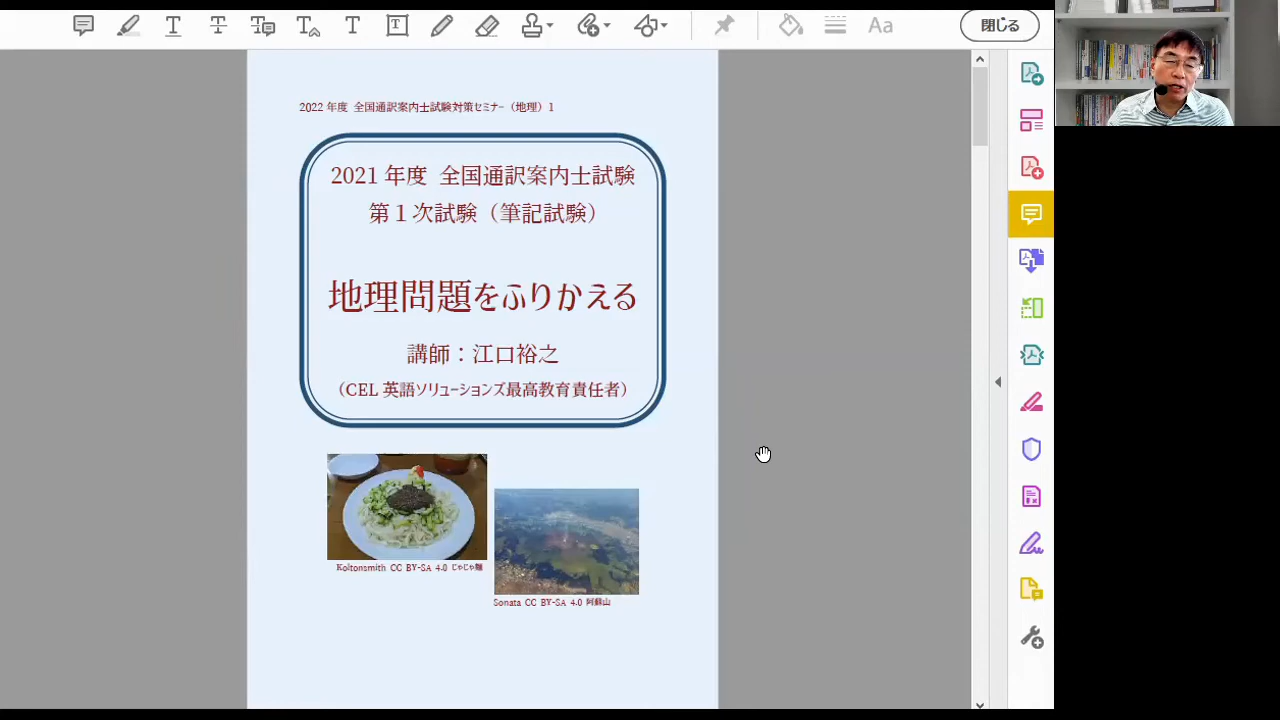 Aa
閉じる
2022 年度 全国通訳案内士試験対策セミナー（地理）1
2021 年度 全国通訳案内士試験
第１次試験（筆記試験）
地理問題をふりかえる
講師：江口裕之
（CEL 英語ソリューションズ最高教育責任者）
Koltonsmith CC BY-SA 4.0 じゃじゃ麺
Sonata CC BY-SA 4.0 阿蘇山